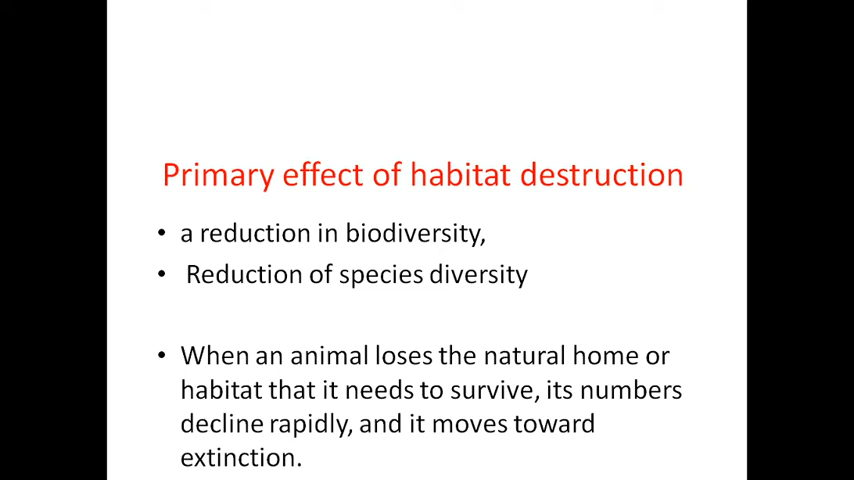 Primary effect of habitat destruction
• a reduction in biodiversity,
• Reduction of species diversity
• When an animal loses the natural home or
habitat that it needs to survive, its numbers
decline rapidly, and it moves toward
extinction.